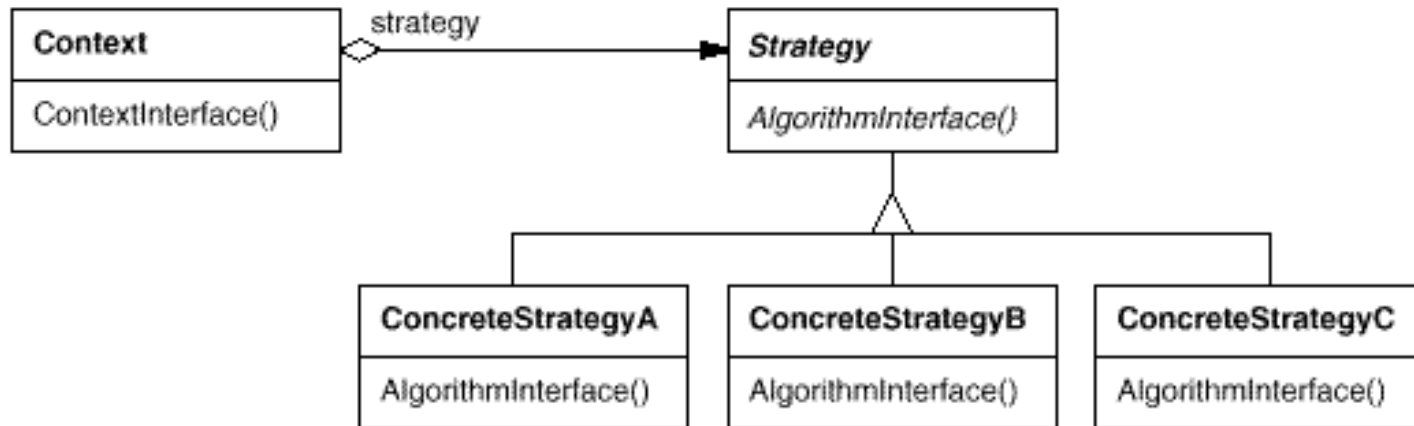 Context
strategy
Strategy
ContextInterface()
AlgorithmInterface()
ConcreteStrategyA
ConcreteStrategyB
ConcreteStrategyC
AlgorithmInterface()
AlgorithmInterface()
AlgorithmInterface()